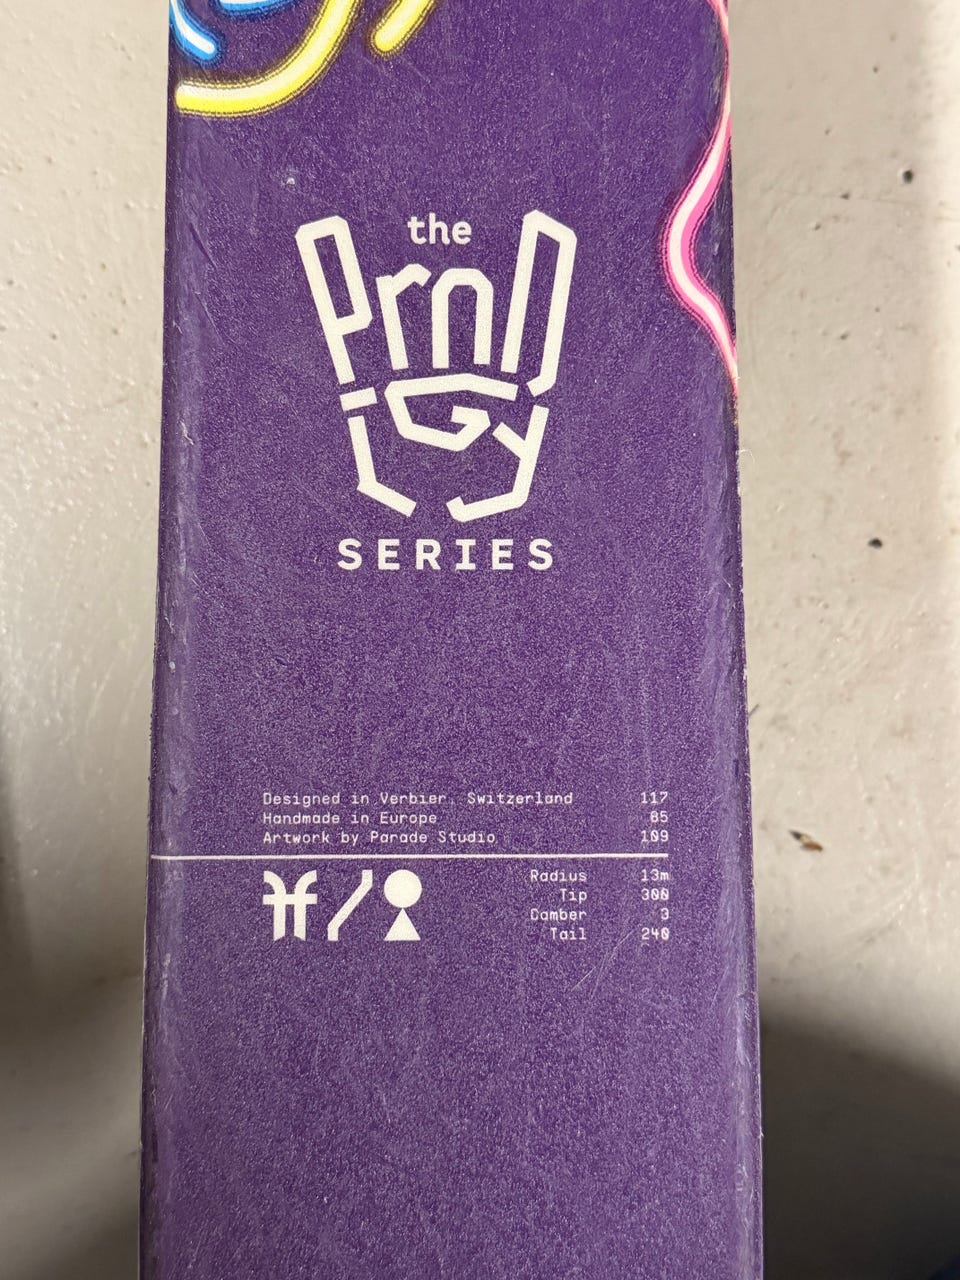 the
Prodigy
SERIES
Designed in Verbier, Switzerland 117
Handmade in Europe 85
Artwork by Parade Studio 109
Radius 13m
Tip 300
Camber 3
Tail 240